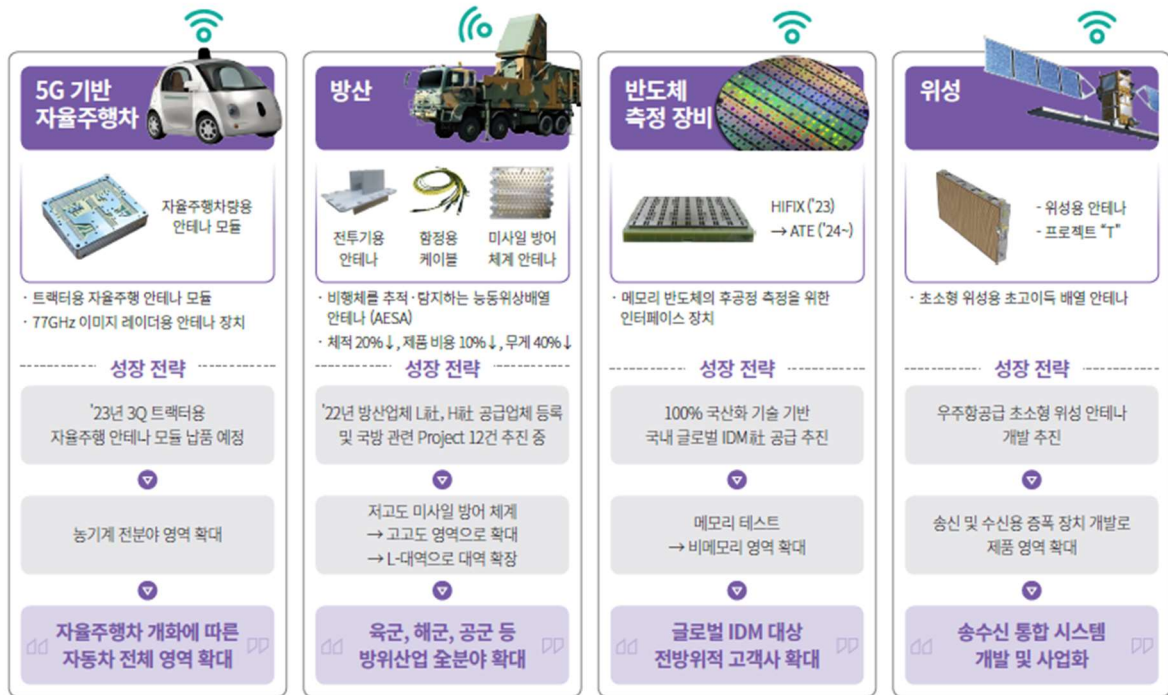 5G 기반
자율주행차
자율주행차량용
안테나 모듈
· 트랙터용 자율주행 안테나 모듈
· 77GHz 이미지 레이더용 안테나 장치
성장 전략
'23년 3Q 트랙터용
자율주행 안테나 모듈 납품 예정
농기계 전분야 영역 확대
자율주행차 개화에 따른
자동차 전체 영역 확대
방산
전투기용
안테나
함정용
케이블
미사일 방어
체계 안테나
· 비행체를 추적·탐지하는 능동위상배열
안테나 (AESA)
· 체적 20%↓, 제품 비용 10%↓, 무게 40%↓
성장 전략
'22년 방산업체 L社, H社 공급업체 등록
및 국방 관련 Project 12건 추진 중
저고도 미사일 방어 체계
→ 고고도 영역으로 확대
→ L-대역으로 대역 확장
육군, 해군, 공군 등
방위산업 全분야 확대
반도체
측정 장비
HIFIX ('23)
→ ATE ('24~)
· 메모리 반도체의 후공정 측정을 위한
인터페이스 장치
성장 전략
100% 국산화 기술 기반
국내 글로벌 IDM社 공급 추진
메모리 테스트
→ 비메모리 영역 확대
글로벌 IDM 대상
전방위적 고객사 확대
위성
- 위성용 안테나
- 프로젝트 “T”
· 초소형 위성용 초고이득 배열 안테나
성장 전략
우주항공급 초소형 위성 안테나
개발 추진
송신 및 수신용 증폭 장치 개발로
제품 영역 확대
송수신 통합 시스템
개발 및 사업화